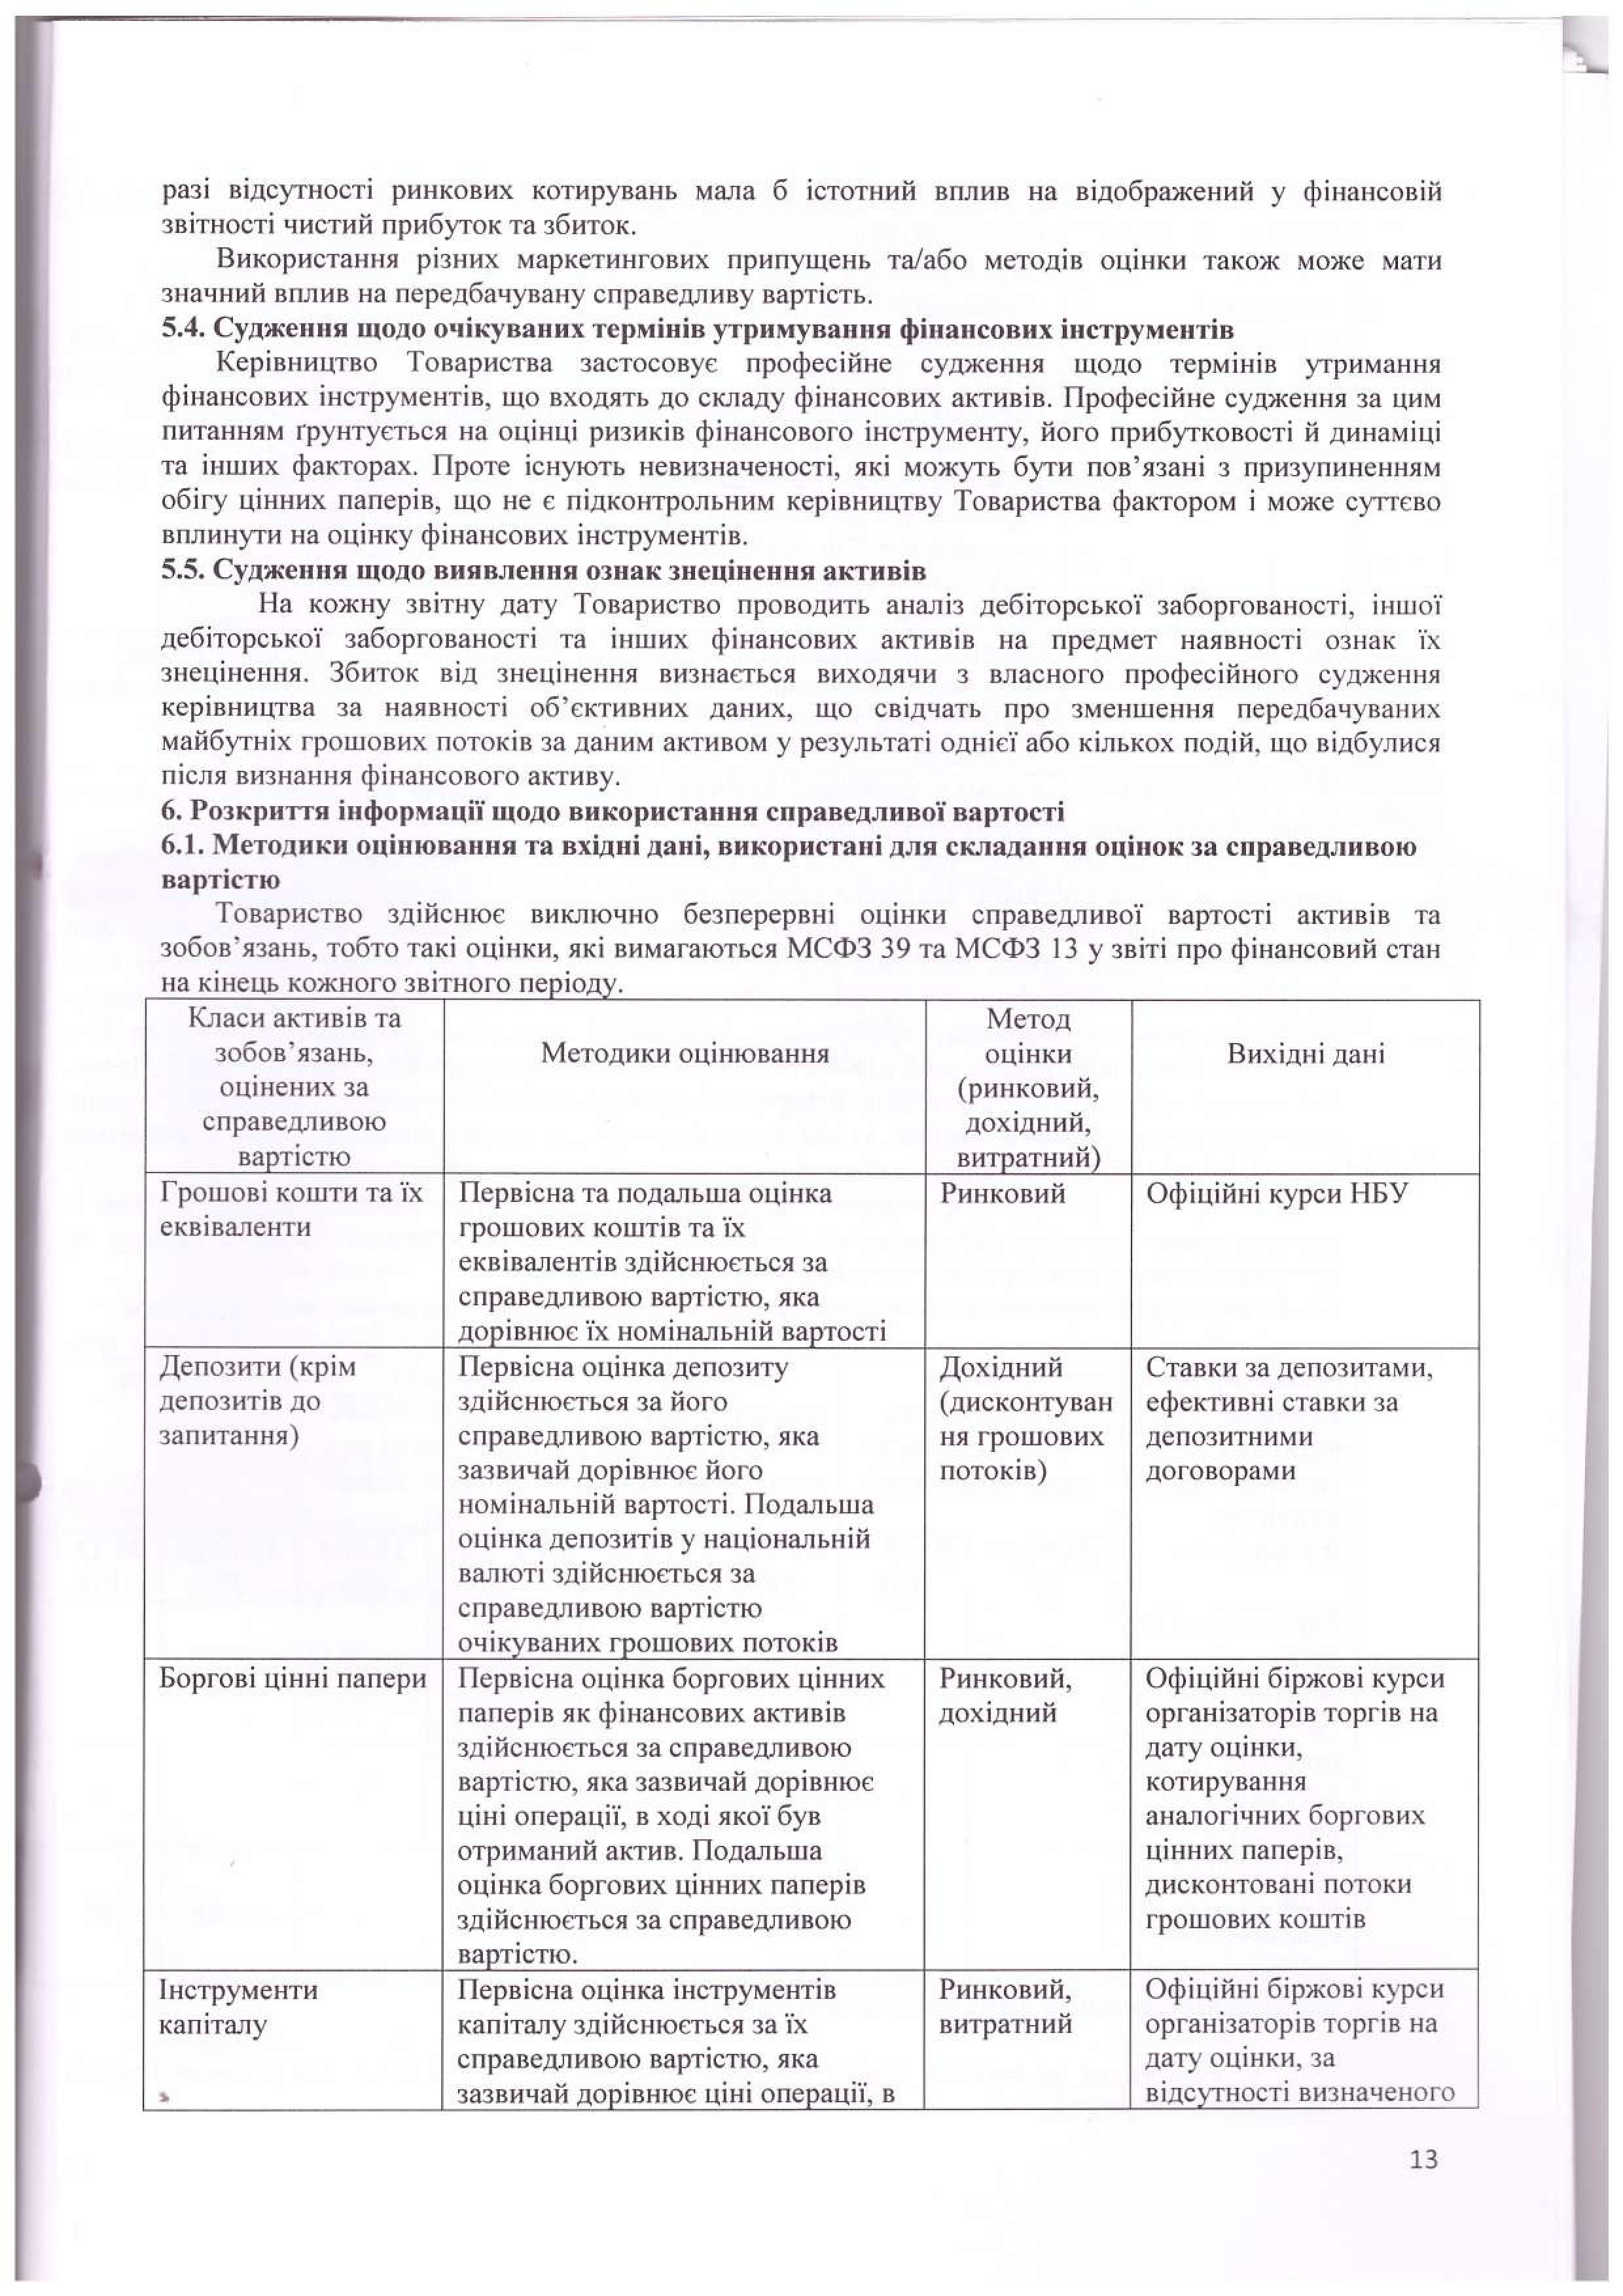 разі відсутності ринкових котирувань мала б істотний вплив на відображений у фінансовій
звітності чистий прибуток та збиток.
Використання різних маркетингових припущень та/або методів оцінки також може мати
значний вплив на передбачувану справедливу вартість.
5.4. Судження щодо очікуваних термінів утримування фінансових інструментів
Керівництво Товариства застосовує професійне судження щодо термінів утримання
фінансових інструментів, що входять до складу фінансових активів. Професійне судження за цим
питанням ґрунтується на оцінці ризиків фінансового інструменту, його прибутковості й динаміці
та інших факторах. Проте існують невизначеності, які можуть бути пов’язані з призупиненням
обігу цінних паперів, що не є підконтрольним керівництву Товариства фактором і може суттєво
вплинути на оцінку фінансових інструментів.
5.5. Судження щодо виявлення ознак знецінення активів
На кожну звітну дату Товариство проводить аналіз дебіторської заборгованості, іншої
дебіторської заборгованості та інших фінансових активів на предмет наявності ознак їх
знецінення. Збиток від знецінення визнається виходячи з власного професійного судження
керівництва за наявності об’єктивних даних, що свідчать про зменшення передбачуваних
майбутніх грошових потоків за даним активом у результаті однієї або кількох подій, що відбулися
після визнання фінансового активу.
6. Розкриття інформації щодо використання справедливої вартості
6.1. Методики оцінювання та вхідні дані, використані для складання оцінок за справедливою
вартістю
Товариство здійснює виключно безперервні оцінки справедливої вартості активів та
зобов’язань, тобто такі оцінки, які вимагаються МСФЗ 39 та МСФЗ 13 у звіті про фінансовий стан
на кінець кожного звітного періоду.
Класи активів та
зобов’язань,
оцінених за
справедливою
вартістю
Методики оцінювання
Метод
оцінки
(ринковий,
дохідний,
витратний)
Вихідні дані
Грошові кошти та їх
еквіваленти
Первісна та подальша оцінка
грошових коштів та їх
еквівалентів здійснюється за
справедливою вартістю, яка
дорівнює їх номінальній вартості
Ринковий
Офіційні курси НБУ
Депозити (крім
депозитів до
запитання)
Первісна оцінка депозиту
здійснюється за його
справедливою вартістю, яка
зазвичай дорівнює його
номінальній вартості. Подальша
оцінка депозитів у національній
валюті здійснюється за
справедливою вартістю
очікуваних грошових потоків
Дохідний
(дисконтуван
ня грошових
потоків)
Ставки за депозитами,
ефективні ставки за
депозитними
договорами
Боргові цінні папери
Первісна оцінка боргових цінних
паперів як фінансових активів
здійснюється за справедливою
вартістю, яка зазвичай дорівнює
ціні операції, в ході якої був
отриманий актив. Подальша
оцінка боргових цінних паперів
здійснюється за справедливою
вартістю.
Ринковий,
дохідний
Офіційні біржові курси
організаторів торгів на
дату оцінки,
котирування
аналогічних боргових
цінних паперів,
дисконтовані потоки
грошових коштів
Інструменти
капіталу
Первісна оцінка інструментів
капіталу здійснюється за їх
справедливою вартістю, яка
зазвичай дорівнює ціні операції, в
Ринковий,
витратний
Офіційні біржові курси
організаторів торгів на
дату оцінки, за
відсутності визначеного
13